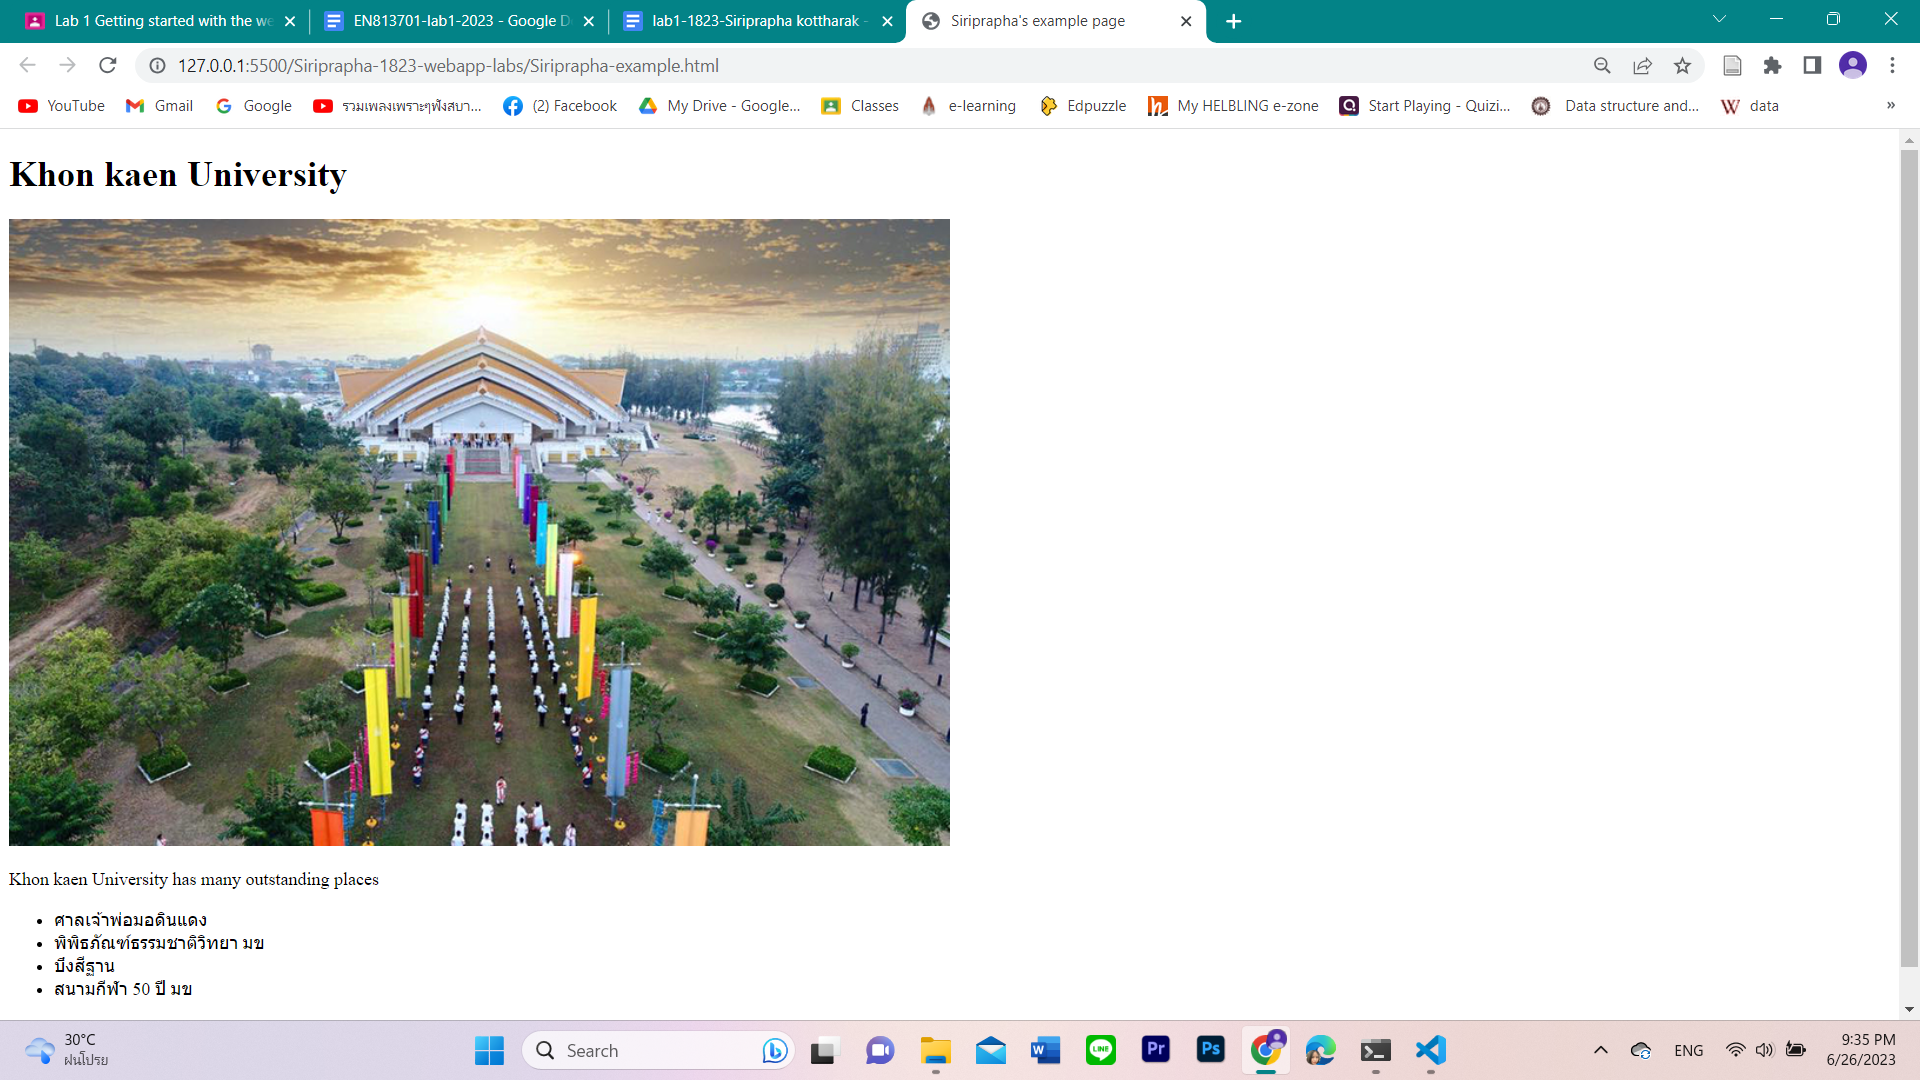 Lab 1 Getting started with the we
EN813701-lab1-2023 - Google D
lab1-1823-Siriprapha kottharak -
Siriprapha's example page
127.0.0.1:5500/Siriprapha-1823-webapp-labs/Siriprapha-example.html
YouTube
Gmail
Google
รวมเพลงเพราะๆฟังสบา...
(2) Facebook
My Drive - Google...
Classes
e-learning
Edpuzzle
My HELBLING e-zone
Start Playing - Quizi...
Data structure and...
data
»
Khon kaen University
Khon kaen University has many outstanding places
• ศาลเจ้าพ่อมอดินแดง
• พิพิธภัณฑ์ธรรมชาติวิทยา มข
• บึงสีฐาน
• สนามกีฬา 50 ปี มข
30°C
ฝนโปรย
Search
LINE
Pr
Ps
ENG
9:35 PM
6/26/2023